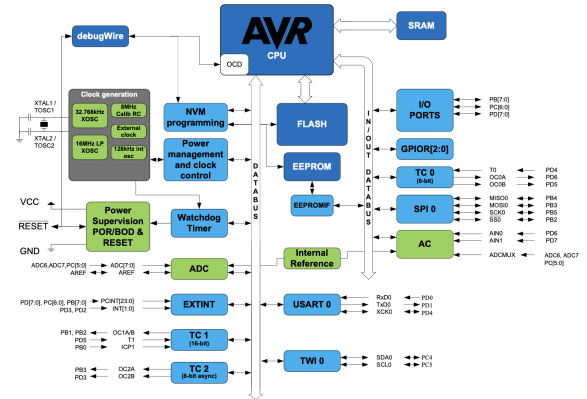 AVR
CPU
OCD
SRAM
debugWire
Clock generation
XTAL1 /
TOSC1
32.768kHz
XOSC
8MHz
Calib RC
External
clock
XTAL2 /
TOSC2
16MHz LP
XOSC
128kHz int
osc
NVM
programming
Power
management
and clock
control
FLASH
EEPROM
EEPROMIF
DATABUS
IN/OUT
DATABUS
I/O
PORTS
PB[7:0]
PC[6:0]
PD[7:0]
GPIOR[2:0]
TC 0
(8-bit)
T0
OC0A
OC0B
PD4
PD6
PD5
SPI 0
MISO0
MOSI0
SCK0
SS0
PB4
PB3
PB5
PB2
VCC
RESET
GND
Power
Supervision
POR/BOD &
RESET
Watchdog
Timer
Internal
Reference
AC
AIN0
AIN1
ADCMUX
PD6
PD7
ADC6, ADC7
PC[5:0]
ADC6,ADC7,PC[5:0]
AREF
ADC[7:0]
AREF
ADC
PD[7:0], PC[6:0], PB[7:0]
PD3, PD2
PCINT[23:0]
INT[1:0]
EXTINT
USART 0
RxD0
TxD0
XCK0
PD0
PD1
PD4
PB1, PB2
PD5
PB0
OC1A/B
T1
ICP1
TC 1
(16-bit)
TWI 0
SDA0
SCL0
PC4
PC5
PB3
PD3
OC2A
OC2B
TC 2
(8-bit async)